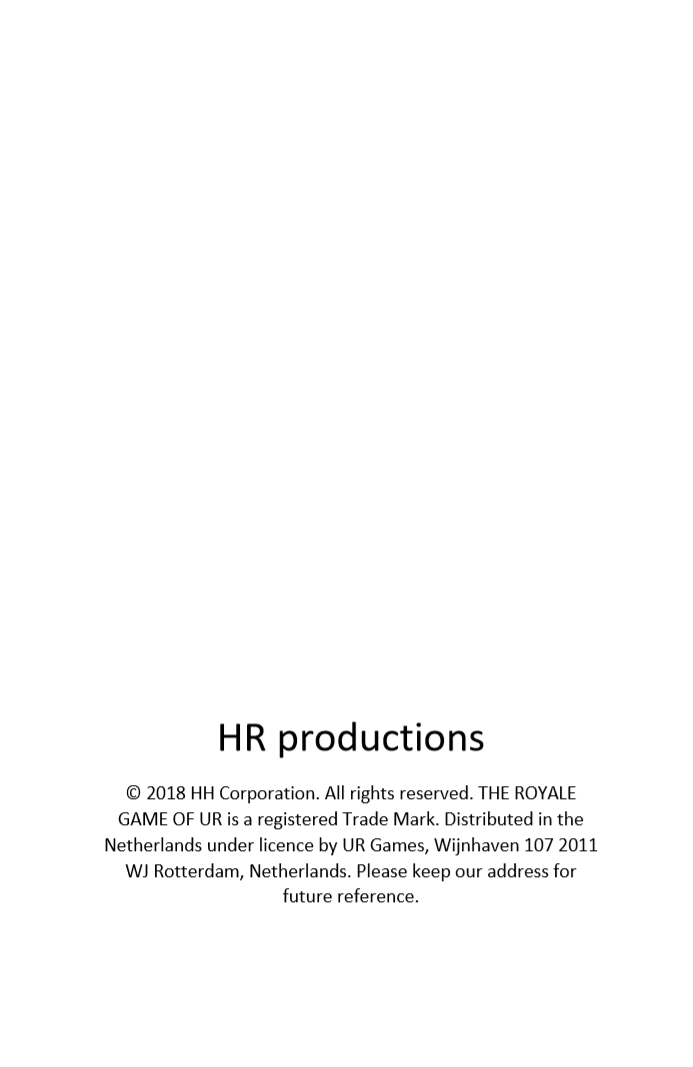 HR productions
© 2018 HH Corporation. All rights reserved. THE ROYALE
GAME OF UR is a registered Trade Mark. Distributed in the
Netherlands under licence by UR Games, Wijnhaven 107 2011
WJ Rotterdam, Netherlands. Please keep our address for
future reference.